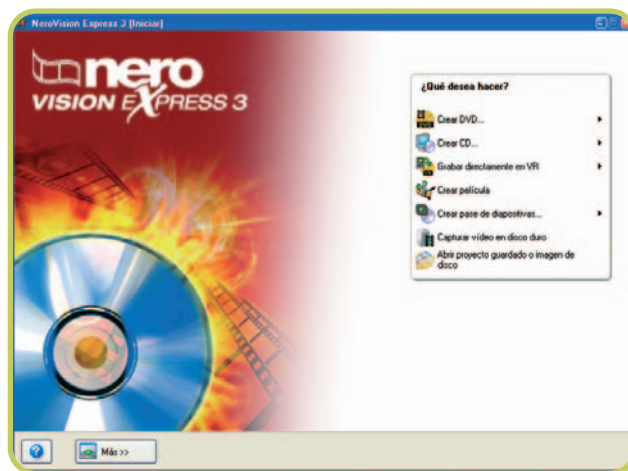 NeroVision Express 3 [Iniciar]
nero
VISION EXPRESS 3
¿Qué desea hacer?
Crear DVD...
Crear CD...
Grabar directamente en VR
Crear película
Crear pase de diapositivas...
Capturar vídeo en disco duro
Abrir proyecto guardado o imagen de
disco
Más >>